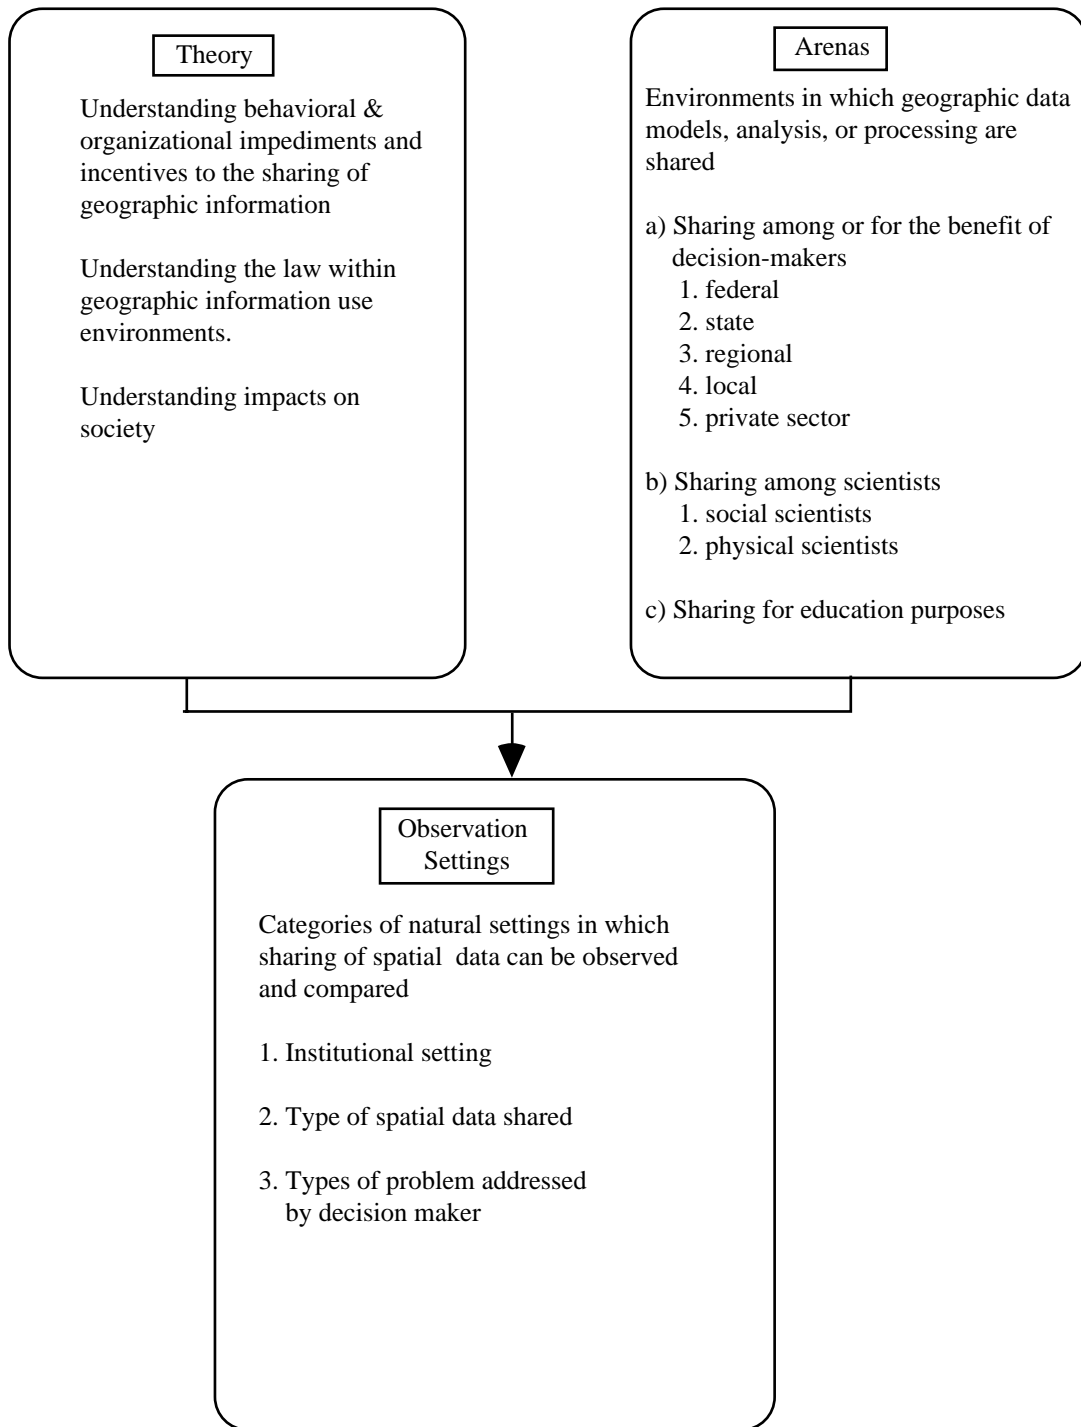 Theory
Understanding behavioral &
organizational impediments and
incentives to the sharing of
geographic information
Understanding the law within
geographic information use
environments.
Understanding impacts on
society
Arenas
Environments in which geographic data
models, analysis, or processing are
shared
a) Sharing among or for the benefit of
decision-makers
1. federal
2. state
3. regional
4. local
5. private sector
b) Sharing among scientists
1. social scientists
2. physical scientists
c) Sharing for education purposes
Observation
Settings
Categories of natural settings in which
sharing of spatial  data can be observed
and compared
1. Institutional setting
2. Type of spatial data shared
3. Types of problem addressed
by decision maker